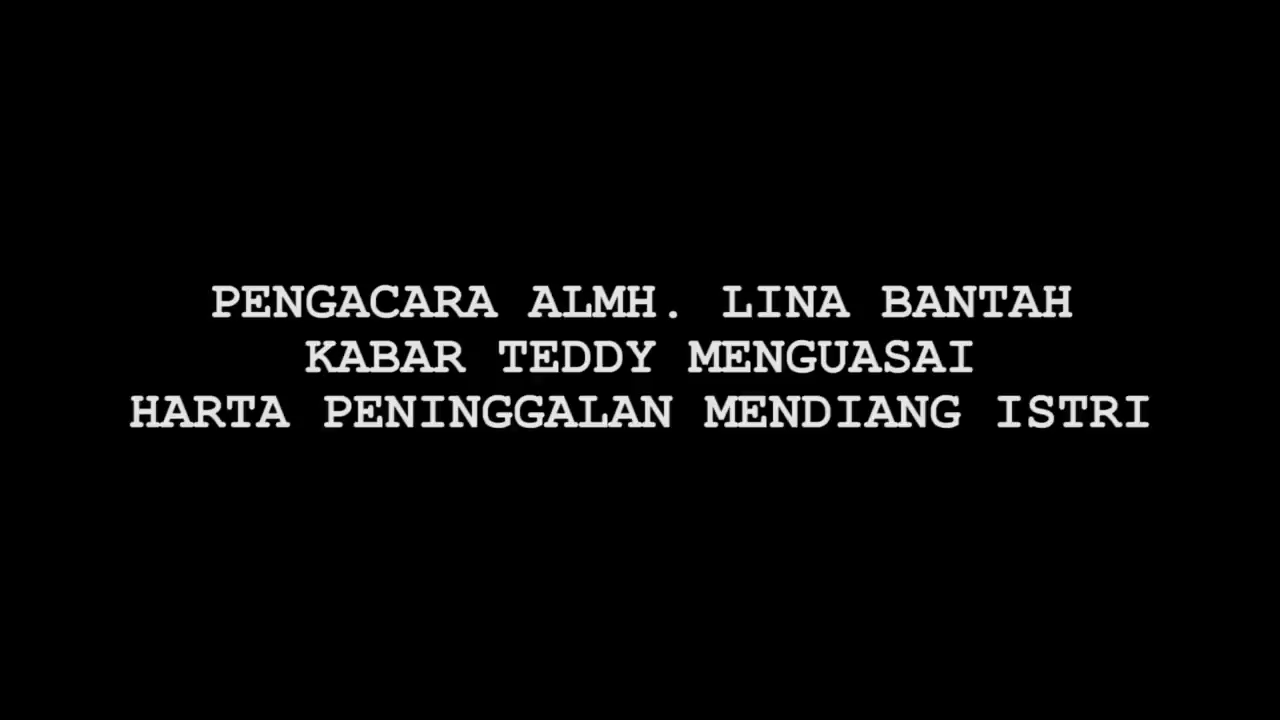 PENGACARA ALMH. LINA BANTAH
KABAR TEDDY MENGUASAI
HARTA PENINGGALAN MENDIANG ISTRI